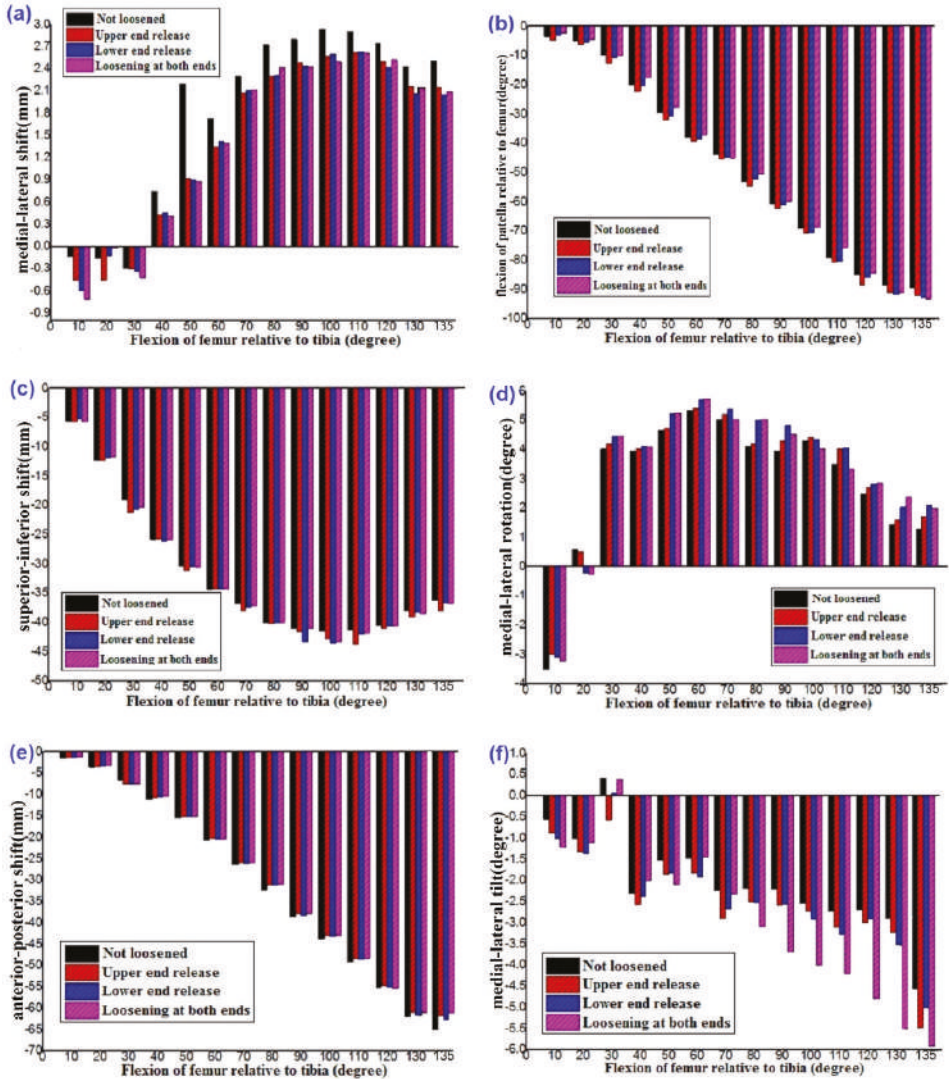 (a)
Not loosened
Upper end release
Lower end release
Loosening at both ends
medial-lateral shift(mm)
3.0
2.7
2.4
2.1
1.8
1.5
1.2
0.9
0.6
0.3
0.0
-0.3
-0.6
-0.9
0 10 20 30 40 50 60 70 80 90 100 110 120 130 135
Flexion of femur relative to tibia (degree)
(b)
flexion of patella relative to femur(degree)
0
-10
-20
-30
-40
-50
-60
-70
-80
-90
-100
Not loosened
Upper end release
Lower end release
Loosening at both ends
0 10 20 30 40 50 60 70 80 90 100 110 120 130 135
Flexion of femur relative to tibia (degree)
(c)
superior-inferior shift(mm)
0
-5
-10
-15
-20
-25
-30
-35
-40
-45
-50
Not loosened
Upper end release
Lower end release
Loosening at both ends
0 10 20 30 40 50 60 70 80 90 100 110 120 130 135
Flexion of femur relative to tibia (degree)
(d)
medial-lateral rotation(degree)
6
5
4
2
1
0
-1
-3
-4
Not loosened
Upper end release
Lower end release
Loosening at both ends
0 10 20 30 40 50 60 70 80 90 100 110 120 130 135
Flexion of femur relative to tibia (degree)
(e)
anterior-posterior shift(mm)
0
-5
-10
-15
-20
-25
-30
-35
-40
-45
-50
-55
-60
-65
-70
Not loosened
Upper end release
Lower end release
Loosening at both ends
0 10 20 30 40 50 60 70 80 90 100 110 120 130 135
Flexion of femur relative to tibia (degree)
(f)
medial-lateral tilt(degree)
1.0
0.5
0.0
-0.5
-1.0
-1.5
-2.0
-2.5
-3.0
-3.5
-4.0
-4.5
-5.0
-5.5
-6.0
Not loosened
Upper end release
Lower end release
Loosening at both ends
0 10 20 30 40 50 60 70 80 90 100 110 120 130 135
Flexion of femur relative to tibia (degree)